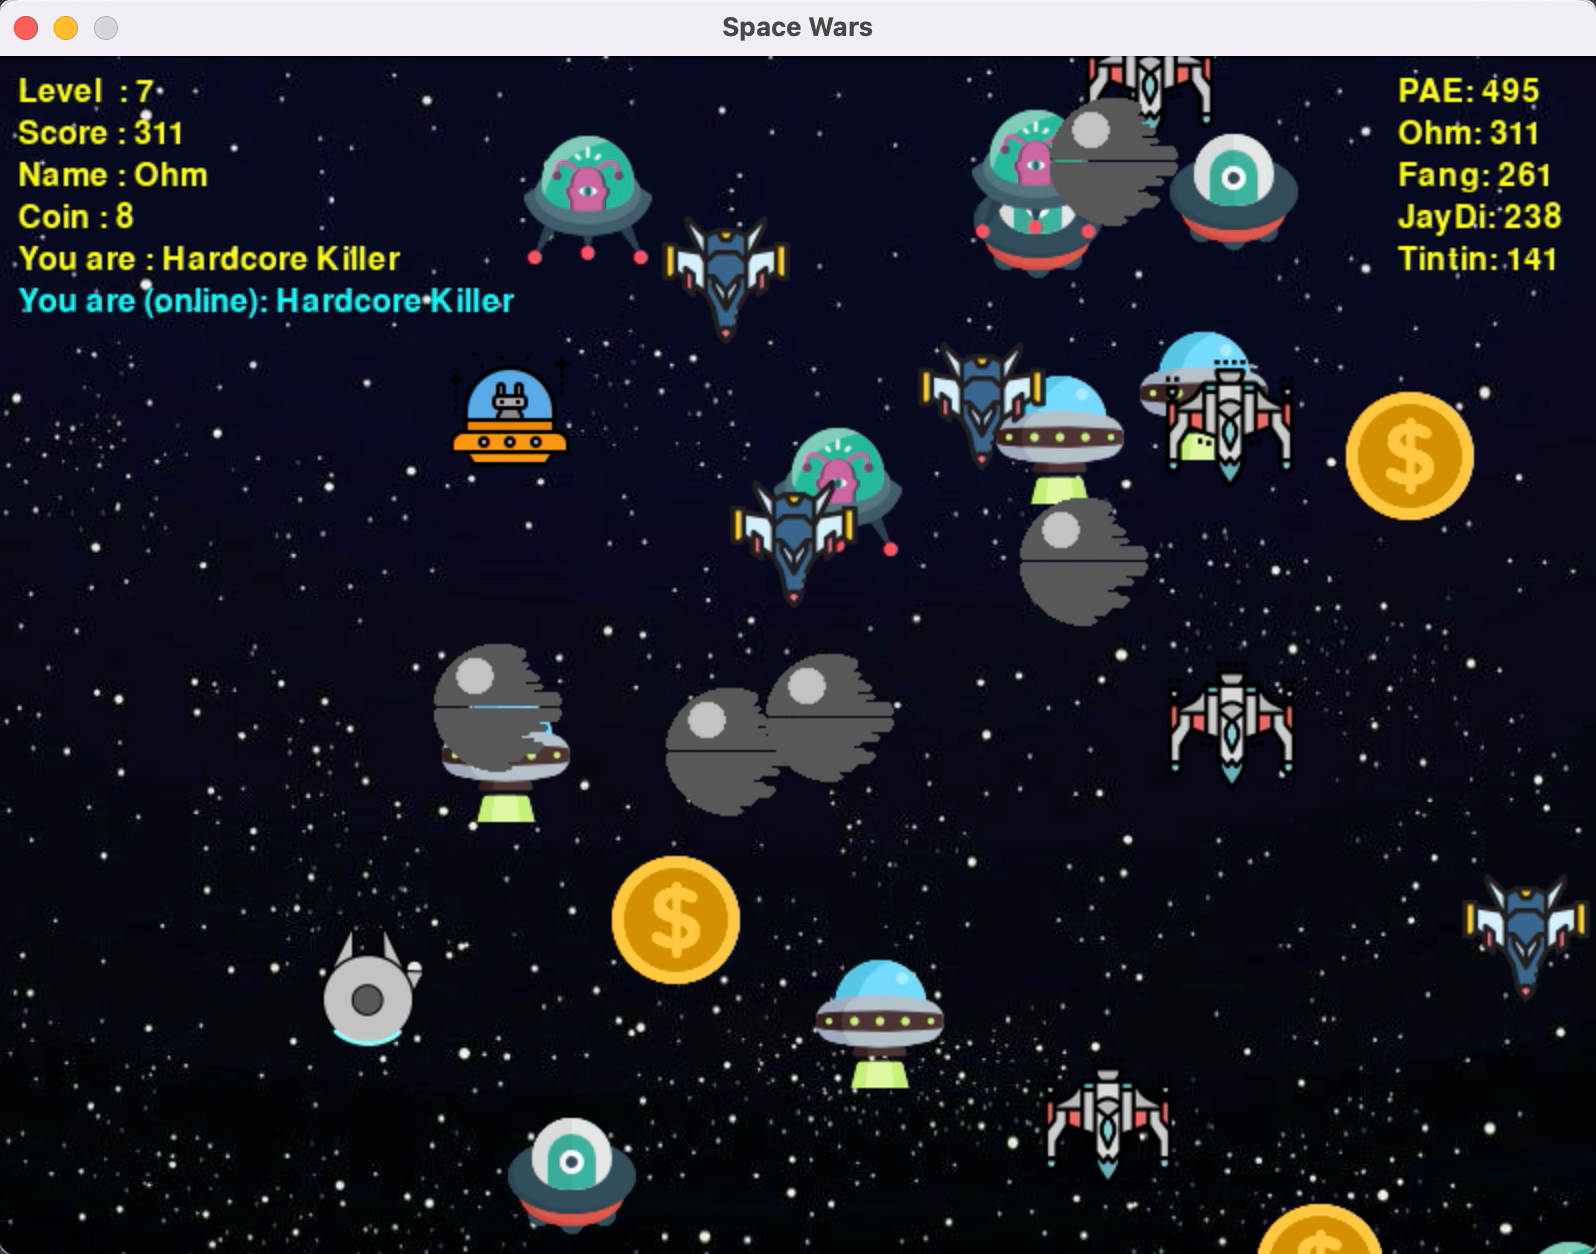 Space Wars
Level : 7
Score : 311
Name : Ohm
Coin : 8
You are : Hardcore Killer
You are (online): Hardcore Killer
PAE: 495
Ohm: 311
Fang: 261
JayDi: 238
Tintin: 141
$
$
$